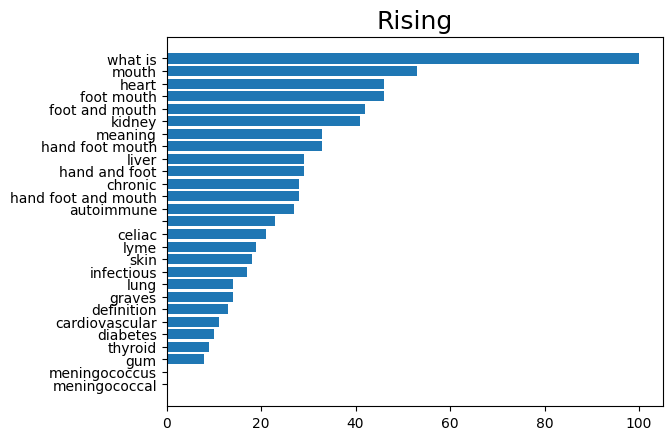 Rising
what is
mouth
heart
foot mouth
foot and mouth
kidney
meaning
hand foot mouth
liver
hand and foot
chronic
hand foot and mouth
autoimmune
celiac
lyme
skin
infectious
lung
graves
definition
cardiovascular
diabetes
thyroid
gum
meningococcus
meningococcal
0 20 40 60 80 100